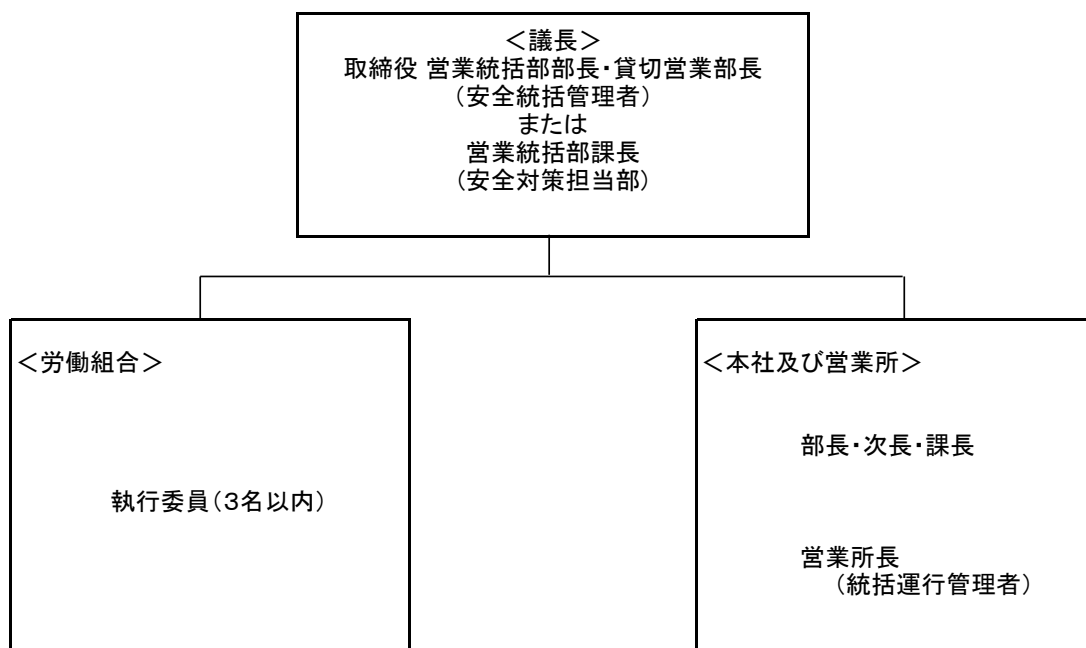 ＜議長＞
取締役 営業統括部部長・貸切営業部長
（安全統括管理者）
または
営業統括部課長
（安全対策担当部）
＜労働組合＞
執行委員（３名以内）
＜本社及び営業所＞
部長・次長・課長
営業所長
（統括運行管理者）